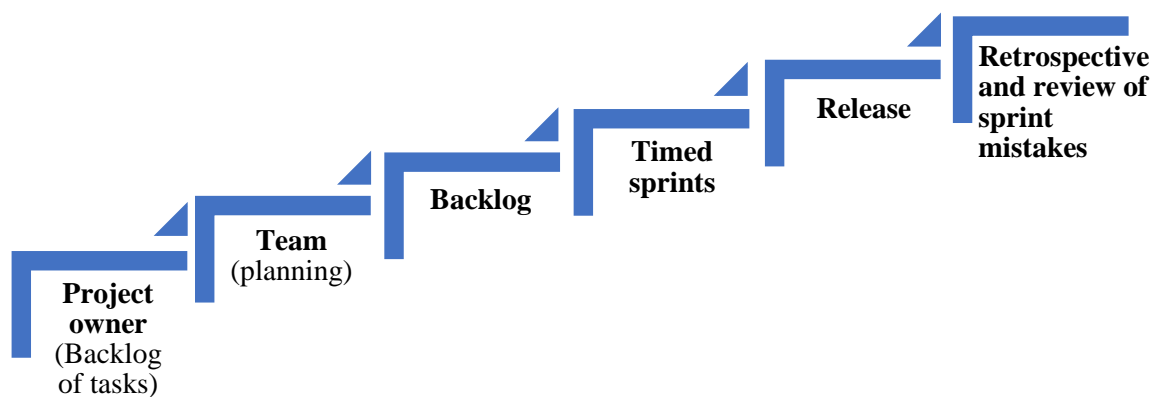 Project
owner
(Backlog
of tasks)
Team
(planning)
Backlog
Timed
sprints
Release
Retrospective
and review of
sprint
mistakes